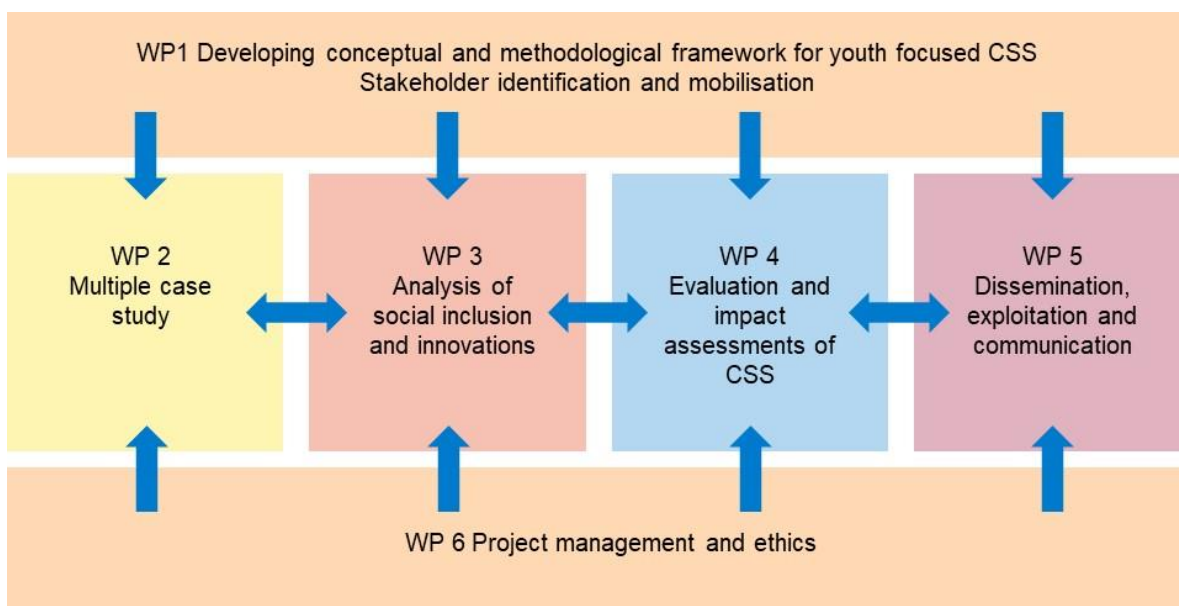 WP1 Developing conceptual and methodological framework for youth focused CSS
Stakeholder identification and mobilisation
WP 2
Multiple case
study
WP 3
Analysis of
social inclusion
and innovations
WP 4
Evaluation and
impact
assessments of
CSS
WP 5
Dissemination,
exploitation and
communication
WP 6 Project management and ethics